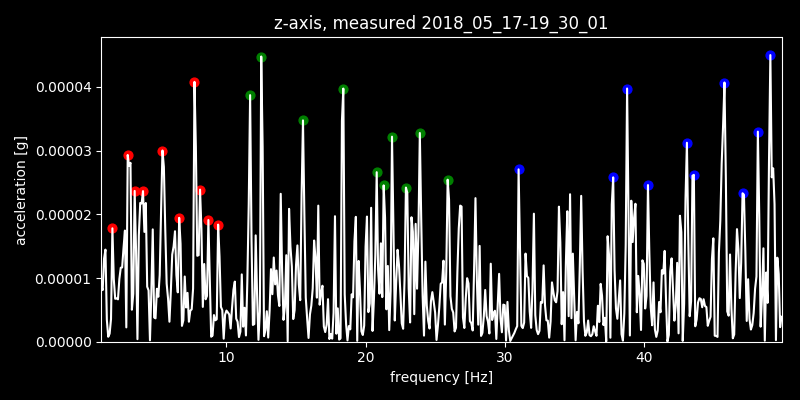 z-axis, measured 2018_05_17-19_30_01
0.00004
0.00003
0.00002
0.00001
0.00000
acceleration [g]
10 20 30 40
frequency [Hz]